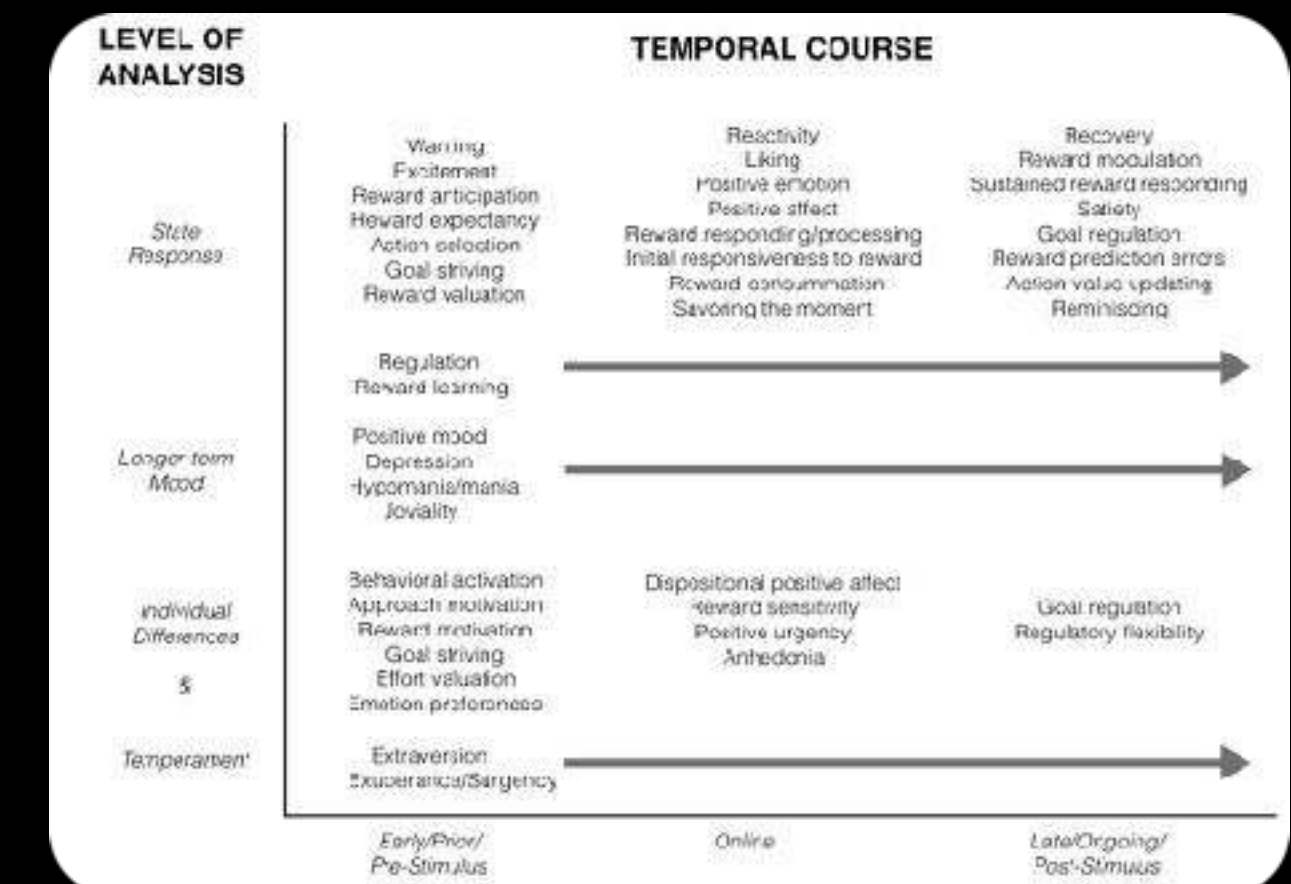 LEVEL OF
ANALYSIS
TEMPORAL COURSE
State
Response
Wanting
Excitement
Reward anticipation
Reward expectancy
Action selection
Goal striving
Reward valuation
Reactivity
Liking
Positive emotion
Positive affect
Reward responding/processing
Initial responsiveness to reward
Reward consummation
Savoring the moment
Recovery
Reward modulation
Sustained reward responding
Satiety
Goal regulation
Reward prediction errors
Action value updating
Reminiscing
Regulation
Reward learning
Longer term
Mood
Positive mood
Depression
Hypomania/mania
Joviality
Individual
Differences
&
Temperament
Behavioral activation
Approach motivation
Reward motivation
Goal striving
Effort valuation
Emotion preferences
Dispositional positive affect
Reward sensitivity
Positive urgency
Anhedonia
Goal regulation
Regulatory flexibility
Extraversion
Exuberance/Surgency
Early/Prior/
Pre-Stimulus
Online
Late/Ongoing/
Post-Stimulus